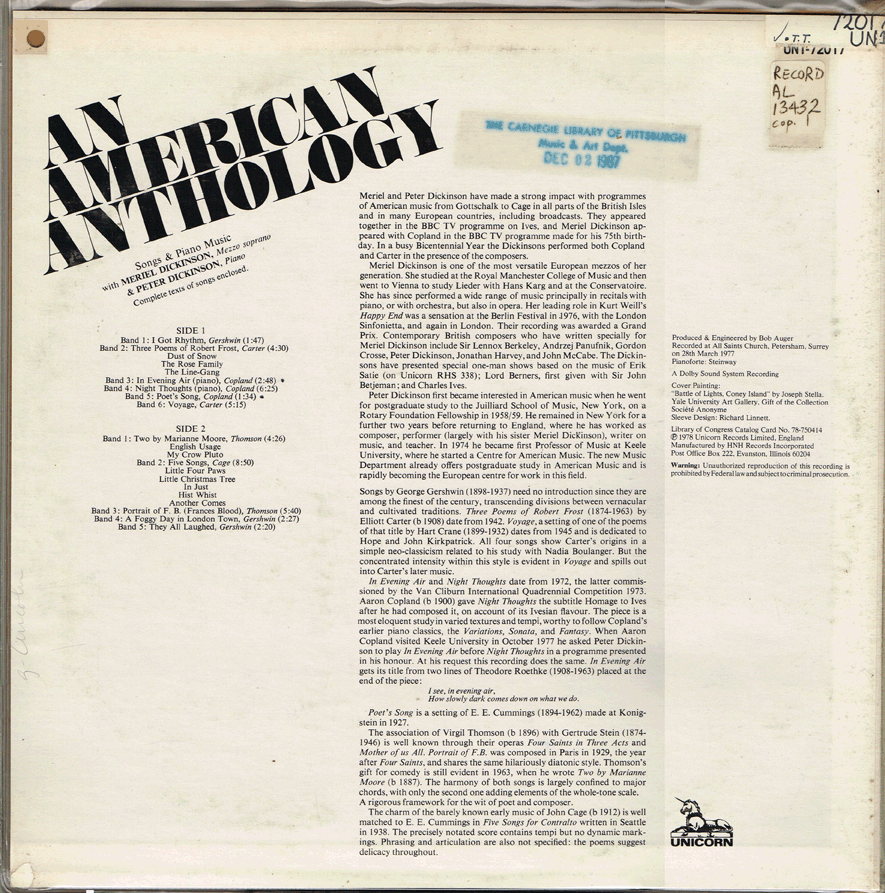 12017
UN1
√.T.T.
UN1-72017
RECORD
AL
13432
cop. 1
THE CARNEGIE LIBRARY OF PITTSBURGH
Music & Art Dept.
DEC 02 1987
AN
AMERICAN
ANTHOLOGY
Songs & Piano Music
with MERIEL DICKINSON, Mezzo soprano
& PETER DICKINSON, Piano
Complete texts of songs enclosed.
SIDE 1
Band 1: I Got Rhythm, Gershwin (1:47)
Band 2: Three Poems of Robert Frost, Carter (4:30)
Dust of Snow
The Rose Family
The Line-Gang
Band 3: In Evening Air (piano), Copland (2:48)
Band 4: Night Thoughts (piano), Copland (6:25)
Band 5: Poet's Song, Copland (1:34)
Band 6: Voyage, Carter (5:15)
SIDE 2
Band 1: Two by Marianne Moore, Thomson (4:26)
English Usage
My Crow Pluto
Band 2: Five Songs, Cage (8:50)
Little Four Paws
Little Christmas Tree
In Just
Hist Whist
Another Comes
Band 3: Portrait of F. B. (Frances Blood), Thomson (5:40)
Band 4: A Foggy Day in London Town, Gershwin (2:27)
Band 5: They All Laughed, Gershwin (2:20)
Meriel and Peter Dickinson have made a strong impact with programmes
of American music from Gottschalk to Cage in all parts of the British Isles
and in many European countries, including broadcasts. They appeared
together in the BBC TV programme on Ives, and Meriel Dickinson ap-
peared with Copland in the BBC TV programme made for his 75th birth-
day. In a busy Bicentennial Year the Dickinsons performed both Copland
and Carter in the presence of the composers.
Meriel Dickinson is one of the most versatile European mezzos of her
generation. She studied at the Royal Manchester College of Music and then
went to Vienna to study Lieder with Hans Karg and at the Conservatoire.
She has since performed a wide range of music principally in recitals with
piano, or with orchestra, but also in opera. Her leading role in Kurt Weill's
Happy End was a sensation at the Berlin Festival in 1976, with the London
Sinfonietta, and again in London. Their recording was awarded a Grand
Prix. Contemporary British composers who have written specially for
Meriel Dickinson include Sir Lennox Berkeley, Andrzej Panufnik, Gordon
Crosse, Peter Dickinson, Jonathan Harvey, and John McCabe. The Dickin-
sons have presented special one-man shows based on the music of Erik
Satie (on Unicorn RHS 338); Lord Berners, first given with Sir John
Betjeman; and Charles Ives.
Peter Dickinson first became interested in American music when he went
for postgraduate study to the Juilliard School of Music, New York, on a
Rotary Foundation Fellowship in 1958/59. He remained in New York for a
further two years before returning to England, where he has worked as
composer, performer (largely with his sister Meriel Dickinson), writer on
music, and teacher. In 1974 he became first Professor of Music at Keele
University, where he started a Centre for American Music. The new Music
Department already offers postgraduate study in American Music and is
rapidly becoming the European centre for work in this field.
Songs by George Gershwin (1898-1937) need no introduction since they are
among the finest of the century, transcending divisions between vernacular
and cultivated traditions. Three Poems of Robert Frost (1874-1963) by
Elliott Carter (b 1908) date from 1942. Voyage, a setting of one of the poems
of that title by Hart Crane (1899-1932) dates from 1945 and is dedicated to
Hope and John Kirkpatrick. All four songs show Carter's origins in a
simple neo-classicism related to his study with Nadia Boulanger. But the
concentrated intensity within this style is evident in Voyage and spills out
into Carter's later music.
In Evening Air and Night Thoughts date from 1972, the latter commis-
sioned by the Van Cliburn International Quadrennial Competition 1973.
Aaron Copland (b 1900) gave Night Thoughts the subtitle Homage to Ives
after he had composed it, on account of its Ivesian flavour. The piece is a
most eloquent study in varied textures and tempi, worthy to follow Copland's
earlier piano classics, the Variations, Sonata, and Fantasy. When Aaron
Copland visited Keele University in October 1977 he asked Peter Dickin-
son to play In Evening Air before Night Thoughts in a programme presented
in his honour. At his request this recording does the same. In Evening Air
gets its title from two lines of Theodore Roethke (1908-1963) placed at the
end of the piece:
I see, in evening air,
How slowly dark comes down on what we do.
Poet's Song is a setting of E. E. Cummings (1894-1962) made at Konig-
stein in 1927.
The association of Virgil Thomson (b 1896) with Gertrude Stein (1874-
1946) is well known through their operas Four Saints in Three Acts and
Mother of us All. Portrait of F.B. was composed in Paris in 1929, the year
after Four Saints, and shares the same hilariously diatonic style. Thomson's
gift for comedy is still evident in 1963, when he wrote Two by Marianne
Moore (b 1887). The harmony of both songs is largely confined to major
chords, with only the second one adding elements of the whole-tone scale.
A rigorous framework for the wit of poet and composer.
The charm of the barely known early music of John Cage (b 1912) is well
matched to E. E. Cummings in Five Songs for Contralto written in Seattle
in 1938. The precisely notated score contains tempi but no dynamic mark-
ings. Phrasing and articulation are also not specified: the poems suggest
delicacy throughout.
Produced & Engineered by Bob Auger
Recorded at All Saints Church, Petersham, Surrey
on 28th March 1977
Pianoforte: Steinway
A Dolby Sound System Recording
Cover Painting:
"Battle of Lights, Coney Island" by Joseph Stella.
Yale University Art Gallery. Gift of the Collection
Société Anonyme
Sleeve Design: Richard Linnett.
Library of Congress Catalog Card No. 78-750414
℗ 1978 Unicorn Records Limited, England
Manufactured by HNH Records Incorporated
Post Office Box 222, Evanston, Illinois 60204
Warning: Unauthorized reproduction of this recording is
prohibited by Federal law and subject to criminal prosecution.
UNICORN